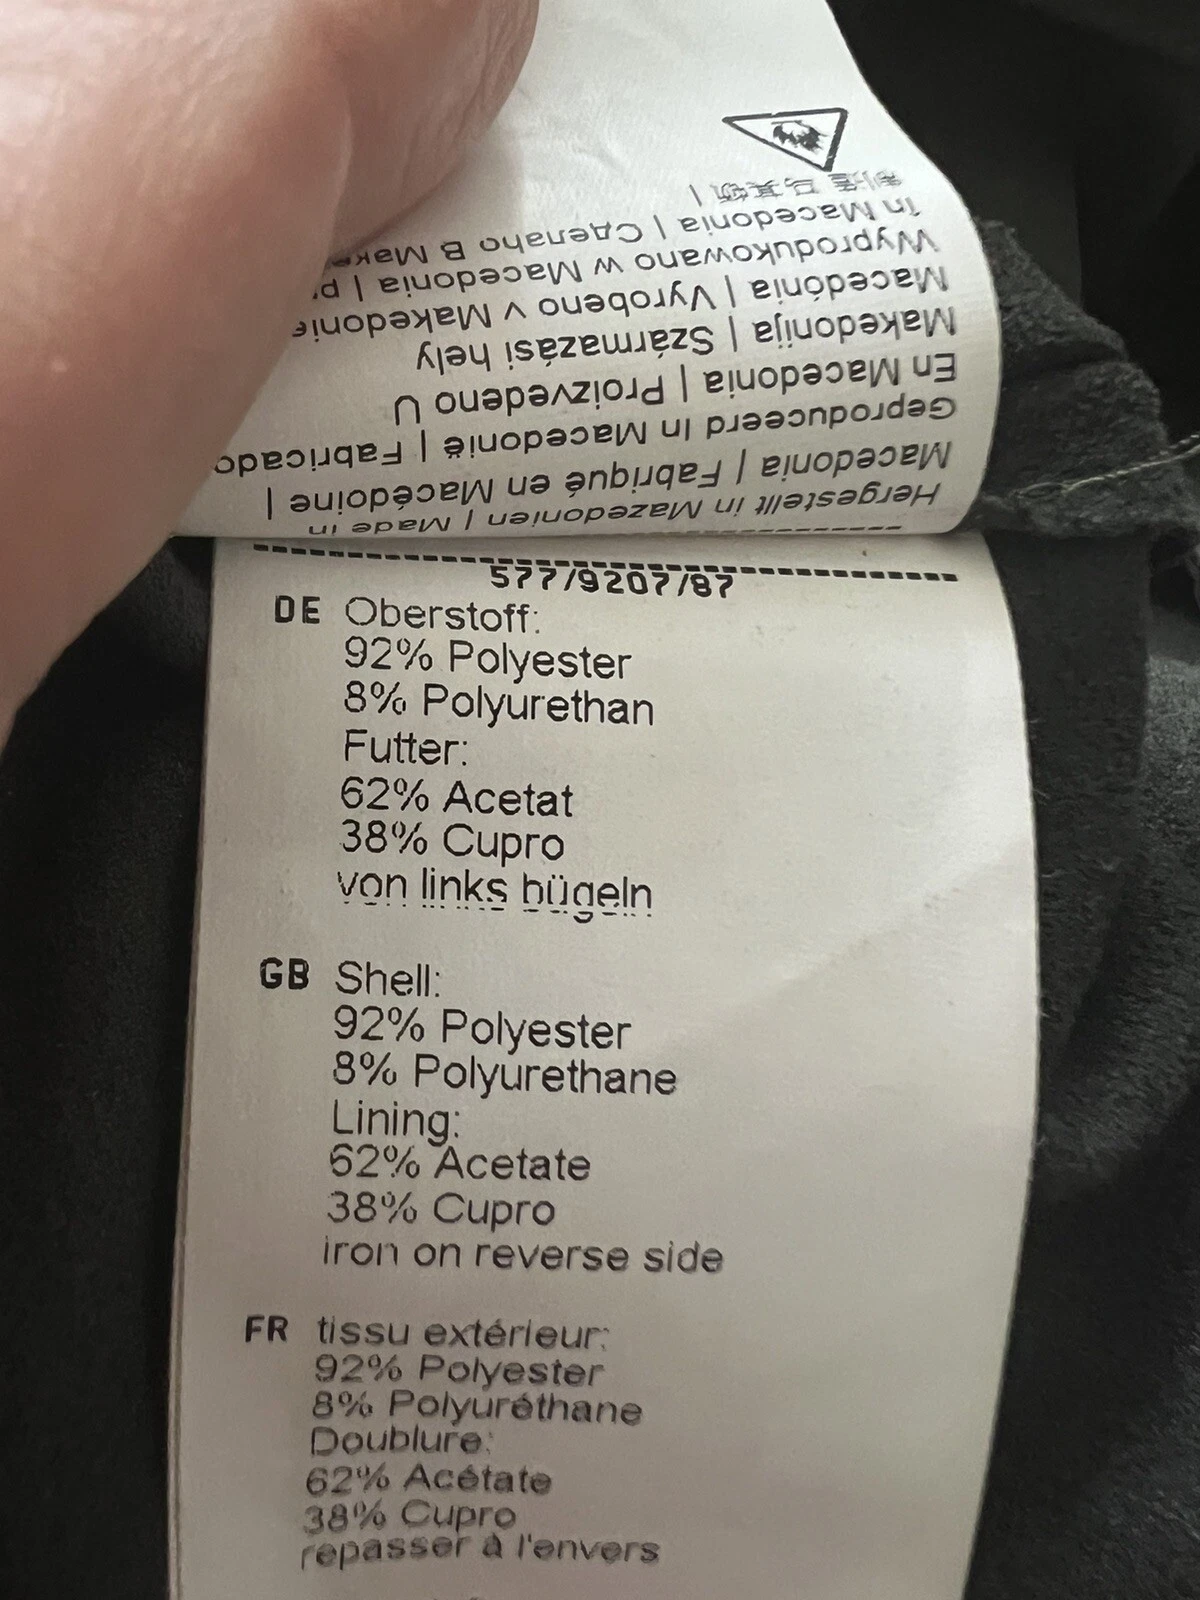 Hergestellt in Mazedonien | Made in
Macedonia | Fabriqué en Macédoine |
Geproduceerd In Macedonië | Fabricado
En Macedonia | Proizvedeno U
Makedonija | Származási hely
Macedónia | Vyrobeno v Makedonie
Wyprodukowano w Macedonia |
in Macedonia | Сделано В
577/9207/87
DE Oberstoff:
92% Polyester
8% Polyurethan
Futter:
62% Acetat
38% Cupro
von links bügeln
GB Shell:
92% Polyester
8% Polyurethane
Lining:
62% Acetate
38% Cupro
iron on reverse side
FR tissu extérieur:
92% Polyester
8% Polyuréthane
Doublure:
62% Acétate
38% Cupro
repasser à l'envers